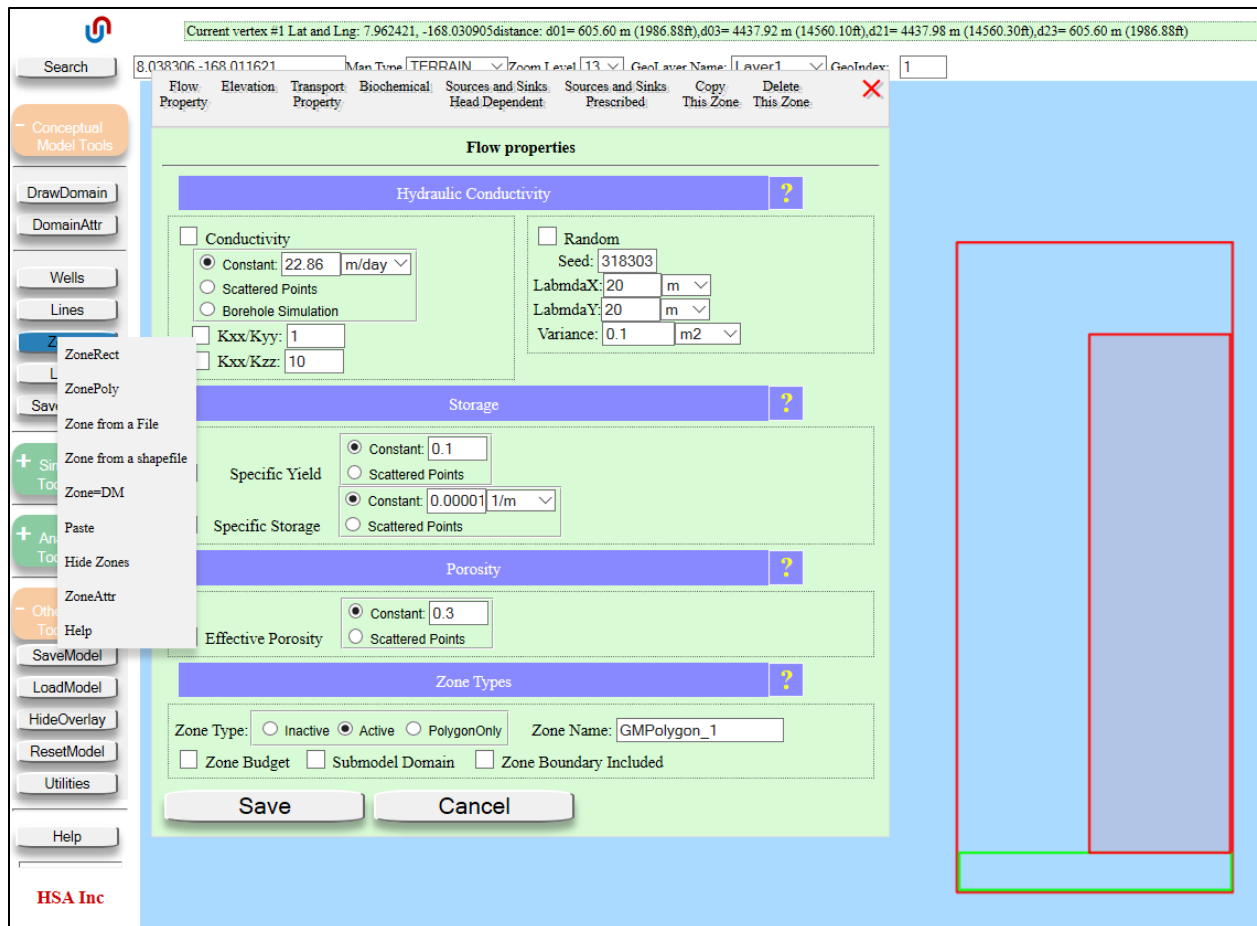 Current vertex #1 Lat and Lng: 7.962421, -168.030905distance: d01= 605.60 m (1986.88ft),d03= 4437.92 m (14560.10ft),d21= 4437.98 m (14560.30ft),d23= 605.60 m (1986.88ft)
Search 8.038306,-168.011621 Map Type TERRAIN Zoom Level 13 GeoLayer Name: Layer1 GeoIndex: 1
Flow Property Elevation Transport Property Biochemical Sources and Sinks Head Dependent Sources and Sinks Prescribed Copy This Zone Delete This Zone X
- Conceptual
Model Tools
DrawDomain
DomainAttr
Wells
Lines
Z
L
Save
+ Sim
Too
+ An
Too
- Othe
Too
SaveModel
LoadModel
HideOverlay
ResetModel
Utilities
Help
HSA Inc
ZoneRect
ZonePoly
Zone from a File
Zone from a shapefile
Zone=DM
Paste
Hide Zones
ZoneAttr
Help
Flow properties
Hydraulic Conductivity ?
Conductivity
Constant: 22.86 m/day
Scattered Points
Borehole Simulation
Kxx/Kyy: 1
Kxx/Kzz: 10
Random
Seed: 318303
LabmdaX: 20 m
LabmdaY: 20 m
Variance: 0.1 m2
Storage ?
Specific Yield
Constant: 0.1
Scattered Points
Specific Storage
Constant: 0.00001 1/m
Scattered Points
Porosity ?
Effective Porosity
Constant: 0.3
Scattered Points
Zone Types ?
Zone Type: Inactive Active PolygonOnly Zone Name: GMPolygon_1
Zone Budget Submodel Domain Zone Boundary Included
Save Cancel